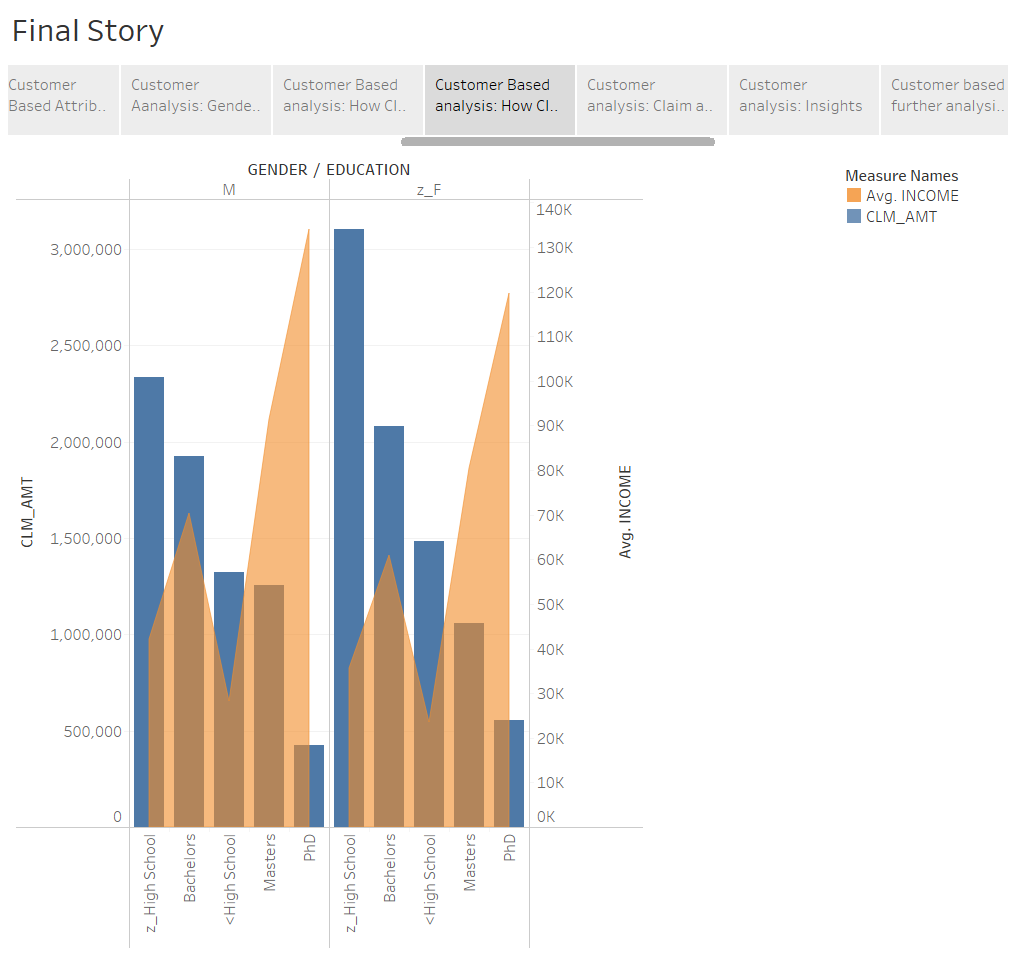 Final Story
Customer
Based Attrib..
Customer
Aanalysis: Gende..
Customer Based
analysis: How Cl..
Customer Based
analysis: How Cl..
Customer
analysis: Claim a..
Customer
analysis: Insights
Customer based
further analysi..
GENDER / EDUCATION
M
z_F
Measure Names
Avg. INCOME
CLM_AMT
CLM_AMT
3,000,000
2,500,000
2,000,000
1,500,000
1,000,000
500,000
0
140K
130K
120K
110K
100K
90K
80K
70K
60K
50K
40K
30K
20K
10K
0K
Avg. INCOME
z_High School
Bachelors
<High School
Masters
PhD
z_High School
Bachelors
<High School
Masters
PhD